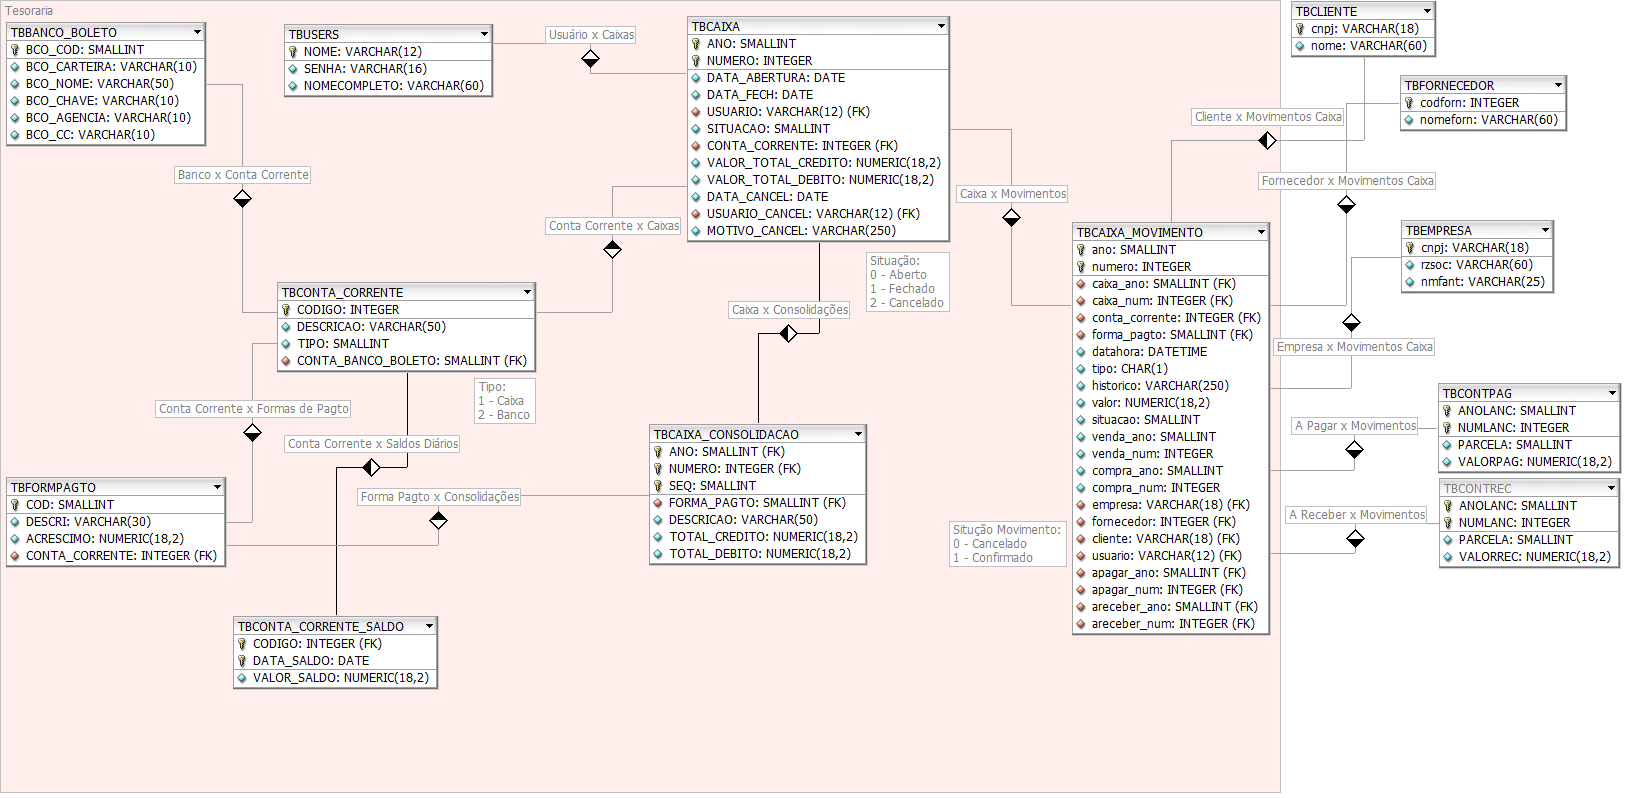 Tesoraria
TBBANCO_BOLETO
BCO_COD: SMALLINT
BCO_CARTEIRA: VARCHAR(10)
BCO_NOME: VARCHAR(50)
BCO_CHAVE: VARCHAR(10)
BCO_AGENCIA: VARCHAR(10)
BCO_CC: VARCHAR(10)
TBUSERS
NOME: VARCHAR(12)
SENHA: VARCHAR(16)
NOMECOMPLETO: VARCHAR(60)
Usuário x Caixas
TBCAIXA
ANO: SMALLINT
NUMERO: INTEGER
DATA_ABERTURA: DATE
DATA_FECH: DATE
USUARIO: VARCHAR(12) (FK)
SITUACAO: SMALLINT
CONTA_CORRENTE: INTEGER (FK)
VALOR_TOTAL_CREDITO: NUMERIC(18,2)
VALOR_TOTAL_DEBITO: NUMERIC(18,2)
DATA_CANCEL: DATE
USUARIO_CANCEL: VARCHAR(12) (FK)
MOTIVO_CANCEL: VARCHAR(250)
TBCLIENTE
cnpj: VARCHAR(18)
nome: VARCHAR(60)
TBFORNECEDOR
codforn: INTEGER
nomeforn: VARCHAR(60)
Cliente x Movimentos Caixa
Fornecedor x Movimentos Caixa
Banco x Conta Corrente
Conta Corrente x Caixas
Caixa x Movimentos
TBCAIXA_MOVIMENTO
ano: SMALLINT
numero: INTEGER
caixa_ano: SMALLINT (FK)
caixa_num: INTEGER (FK)
conta_corrente: INTEGER (FK)
forma_pagto: SMALLINT (FK)
datahora: DATETIME
tipo: CHAR(1)
historico: VARCHAR(250)
valor: NUMERIC(18,2)
situacao: SMALLINT
venda_ano: SMALLINT
venda_num: INTEGER
compra_ano: SMALLINT
compra_num: INTEGER
empresa: VARCHAR(18) (FK)
fornecedor: INTEGER (FK)
cliente: VARCHAR(18) (FK)
usuario: VARCHAR(12) (FK)
apagar_ano: SMALLINT (FK)
apagar_num: INTEGER (FK)
areceber_ano: SMALLINT (FK)
areceber_num: INTEGER (FK)
TBEMPRESA
cnpj: VARCHAR(18)
rzsoc: VARCHAR(60)
nmfant: VARCHAR(25)
Situação:
0 - Aberto
1 - Fechado
2 - Cancelado
TBCONTA_CORRENTE
CODIGO: INTEGER
DESCRICAO: VARCHAR(50)
TIPO: SMALLINT
CONTA_BANCO_BOLETO: SMALLINT (FK)
Caixa x Consolidações
Empresa x Movimentos Caixa
Tipo:
1 - Caixa
2 - Banco
Conta Corrente x Formas de Pagto
Conta Corrente x Saldos Diários
TBCAIXA_CONSOLIDACAO
ANO: SMALLINT (FK)
NUMERO: INTEGER (FK)
SEQ: SMALLINT
FORMA_PAGTO: SMALLINT (FK)
DESCRICAO: VARCHAR(50)
TOTAL_CREDITO: NUMERIC(18,2)
TOTAL_DEBITO: NUMERIC(18,2)
A Pagar x Movimentos
TBCONTPAG
ANOLANC: SMALLINT
NUMLANC: INTEGER
PARCELA: SMALLINT
VALORPAG: NUMERIC(18,2)
TBFORMPAGTO
COD: SMALLINT
DESCRI: VARCHAR(30)
ACRESCIMO: NUMERIC(18,2)
CONTA_CORRENTE: INTEGER (FK)
Forma Pagto x Consolidações
Situção Movimento:
0 - Cancelado
1 - Confirmado
A Receber x Movimentos
TBCONTREC
ANOLANC: SMALLINT
NUMLANC: INTEGER
PARCELA: SMALLINT
VALORREC: NUMERIC(18,2)
TBCONTA_CORRENTE_SALDO
CODIGO: INTEGER (FK)
DATA_SALDO: DATE
VALOR_SALDO: NUMERIC(18,2)